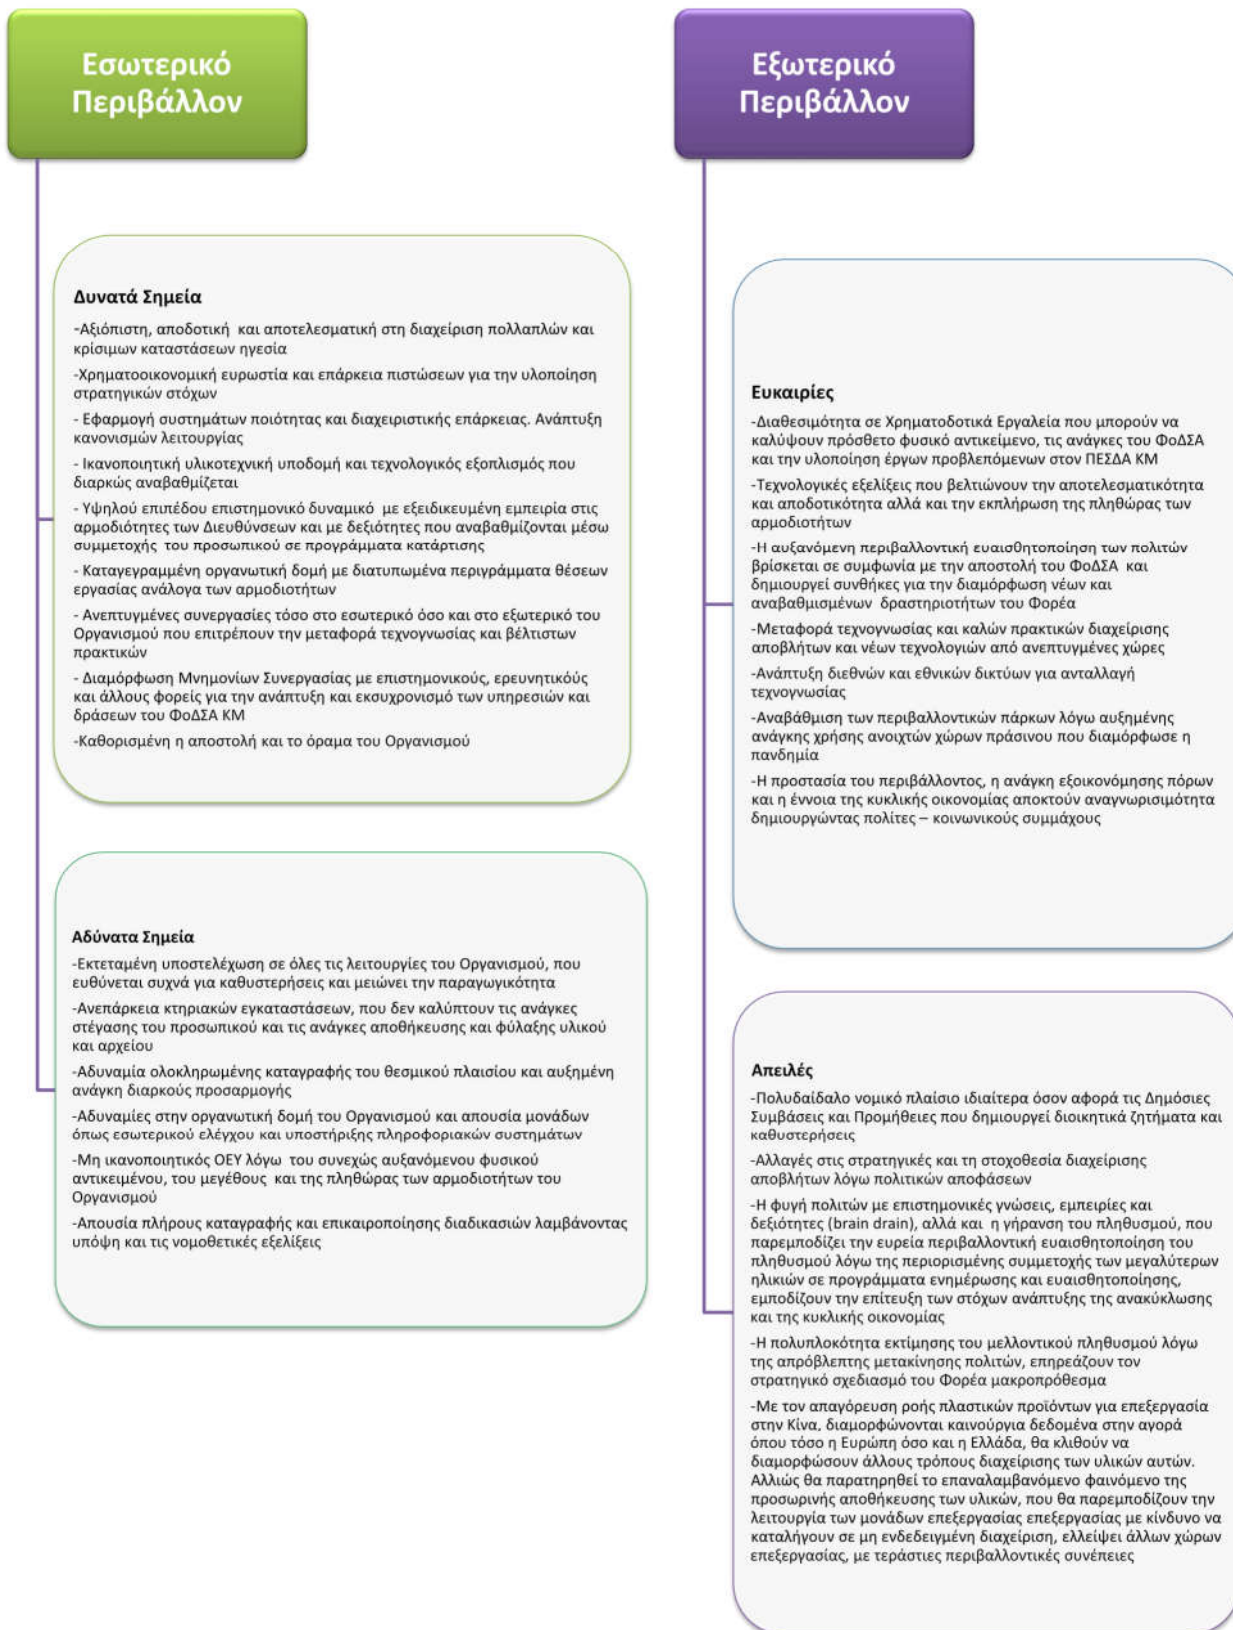 Εσωτερικό
Περιβάλλον
Δυνατά Σημεία
-Αξιόπιστη, αποδοτική και αποτελεσματική στη διαχείριση πολλαπλών και
κρίσιμων καταστάσεων ηγεσία
-Χρηματοοικονομική ευρωστία και επάρκεια πιστώσεων για την υλοποίηση
στρατηγικών στόχων
- Εφαρμογή συστημάτων ποιότητας και διαχειριστικής επάρκειας. Ανάπτυξη
κανονισμών λειτουργίας
- Ικανοποιητική υλικοτεχνική υποδομή και τεχνολογικός εξοπλισμός που
διαρκώς αναβαθμίζεται
- Υψηλού επιπέδου επιστημονικό δυναμικό με εξειδικευμένη εμπειρία στις
αρμοδιότητες των Διευθύνσεων και με δεξιότητες που αναβαθμίζονται μέσω
συμμετοχής του προσωπικού σε προγράμματα κατάρτισης
- Καταγεγραμμένη οργανωτική δομή με διατυπωμένα περιγράμματα θέσεων
εργασίας ανάλογα των αρμοδιοτήτων
- Ανεπτυγμένες συνεργασίες τόσο στο εσωτερικό όσο και στο εξωτερικό του
Οργανισμού που επιτρέπουν την μεταφορά τεχνογνωσίας και βέλτιστων
πρακτικών
- Διαμόρφωση Μνημονίων Συνεργασίας με επιστημονικούς, ερευνητικούς
και άλλους φορείς για την ανάπτυξη και εκσυχρονισμό των υπηρεσιών και
δράσεων του ΦοΔΣΑ ΚΜ
-Καθορισμένη η αποστολή και το όραμα του Οργανισμού
Αδύνατα Σημεία
-Εκτεταμένη υποστελέχωση σε όλες τις λειτουργίες του Οργανισμού, που
ευθύνεται συχνά για καθυστερήσεις και μειώνει την παραγωγικότητα
-Ανεπάρκεια κτηριακών εγκαταστάσεων, που δεν καλύπτουν τις ανάγκες
στέγασης του προσωπικού και τις ανάγκες αποθήκευσης και φύλαξης υλικού
και αρχείου
-Αδυναμία ολοκληρωμένης καταγραφής του θεσμικού πλαισίου και αυξημένη
ανάγκη διαρκούς προσαρμογής
-Αδυναμίες στην οργανωτική δομή του Οργανισμού και απουσία μονάδων
όπως εσωτερικού ελέγχου και υποστήριξης πληροφοριακών συστημάτων
-Μη ικανοποιητικός ΟΕΥ λόγω του συνεχώς αυξανόμενου φυσικού
αντικειμένου, του μεγέθους και της πληθώρας των αρμοδιοτήτων του
Οργανισμού
-Απουσία πλήρους καταγραφής και επικαιροποίησης διαδικασιών λαμβάνοντας
υπόψη και τις νομοθετικές εξελίξεις
Εξωτερικό
Περιβάλλον
Ευκαιρίες
-Διαθεσιμότητα σε Χρηματοδοτικά Εργαλεία που μπορούν να
καλύψουν πρόσθετο φυσικό αντικείμενο, τις ανάγκες του ΦοΔΣΑ
και την υλοποίηση έργων προβλεπόμενων στον ΠΕΣΔΑ ΚΜ
-Τεχνολογικές εξελίξεις που βελτιώνουν την αποτελεσματικότητα
και αποδοτικότητα αλλά και την εκπλήρωση της πληθώρας των
αρμοδιοτήτων
-Η αυξανόμενη περιβαλλοντική ευαισθητοποίηση των πολιτών
βρίσκεται σε συμφωνία με την αποστολή του ΦοΔΣΑ και
δημιουργεί συνθήκες για την διαμόρφωση νέων και
αναβαθμισμένων δραστηριοτήτων του Φορέα
-Μεταφορά τεχνογνωσίας και καλών πρακτικών διαχείρισης
αποβλήτων και νέων τεχνολογιών από ανεπτυγμένες χώρες
-Ανάπτυξη διεθνών και εθνικών δικτύων για ανταλλαγή
τεχνογνωσίας
-Αναβάθμιση των περιβαλλοντικών πάρκων λόγω αυξημένης
ανάγκης χρήσης ανοιχτών χώρων πράσινου που διαμόρφωσε η
πανδημία
-Η προστασία του περιβάλλοντος, η ανάγκη εξοικονόμησης πόρων
και η έννοια της κυκλικής οικονομίας αποκτούν αναγνωρισιμότητα
δημιουργώντας πολίτες – κοινωνικούς συμμάχους
Απειλές
-Πολυδαίδαλο νομικό πλαίσιο ιδιαίτερα όσον αφορά τις Δημόσιες
Συμβάσεις και Προμήθειες που δημιουργεί διοικητικά ζητήματα και
καθυστερήσεις
-Αλλαγές στις στρατηγικές και τη στοχοθεσία διαχείρισης
αποβλήτων λόγω πολιτικών αποφάσεων
-Η φυγή πολιτών με επιστημονικές γνώσεις, εμπειρίες και
δεξιότητες (brain drain), αλλά και η γήρανση του πληθυσμού, που
παρεμποδίζει την ευρεία περιβαλλοντική ευαισθητοποίηση του
πληθυσμού λόγω της περιορισμένης συμμετοχής των μεγαλύτερων
ηλικιών σε προγράμματα ενημέρωσης και ευαισθητοποίησης,
εμποδίζουν την επίτευξη των στόχων ανάπτυξης της ανακύκλωσης
και της κυκλικής οικονομίας
-Η πολυπλοκότητα εκτίμησης του μελλοντικού πληθυσμού λόγω
της απρόβλεπτης μετακίνησης πολιτών, επηρεάζουν τον
στρατηγικό σχεδιασμό του Φορέα μακροπρόθεσμα
-Με τον απαγόρευση ροής πλαστικών προϊόντων για επεξεργασία
στην Κίνα, διαμορφώνονται καινούργια δεδομένα στην αγορά
όπου τόσο η Ευρώπη όσο και η Ελλάδα, θα κλιθούν να
διαμορφώσουν άλλους τρόπους διαχείρισης των υλικών αυτών.
Αλλιώς θα παρατηρηθεί το επαναλαμβανόμενο φαινόμενο της
προσωρινής αποθήκευσης των υλικών, που θα παρεμποδίζουν την
λειτουργία των μονάδων επεξεργασίας επεξεργασίας με κίνδυνο να
καταλήγουν σε μη ενδεδειγμένη διαχείριση, ελλείψει άλλων χώρων
επεξεργασίας, με τεράστιες περιβαλλοντικές συνέπειες